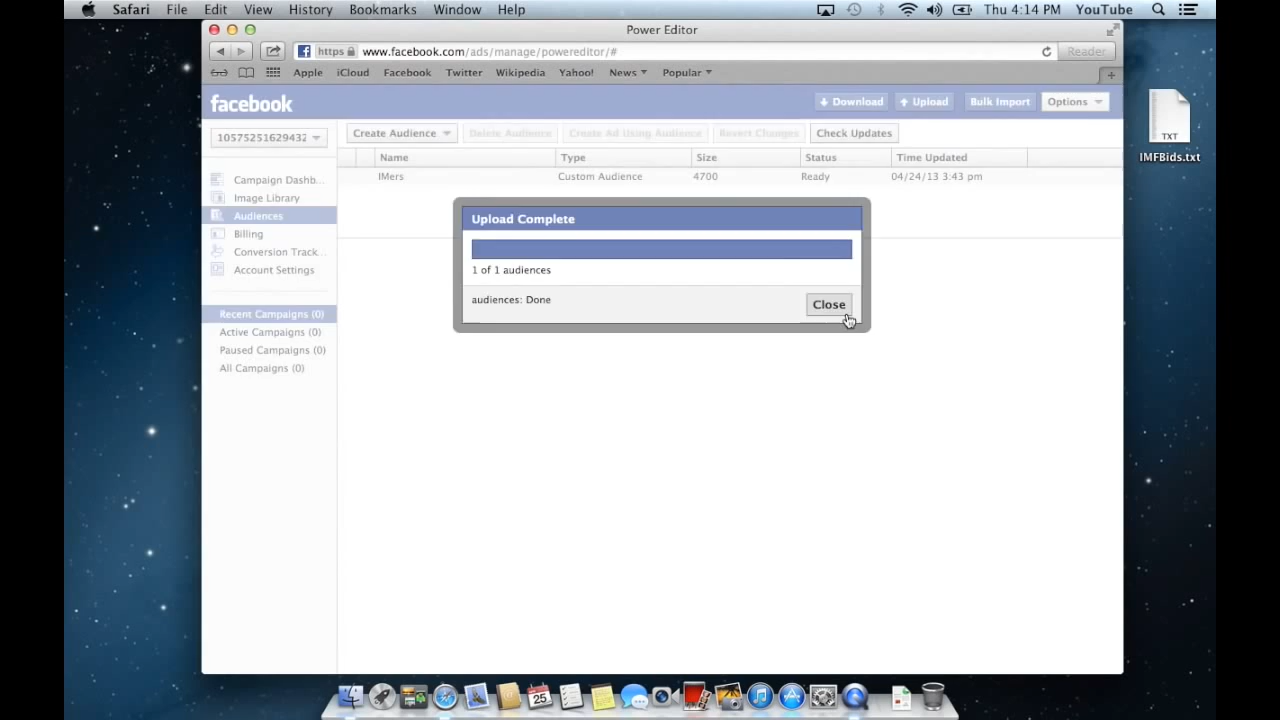 Safari File Edit View History Bookmarks Window Help Thu 4:14 PM YouTube
Power Editor
https www.facebook.com/ads/manage/powereditor/# Reader
Apple iCloud Facebook Twitter Wikipedia Yahoo! News Popular
facebook Download Upload Bulk Import Options
10575251629432 Create Audience Delete Audience Create Ad Using Audience Revert Changes Check Updates
Name Type Size Status Time Updated
IMers Custom Audience 4700 Ready 04/24/13 3:43 pm
Campaign Dashb...
Image Library
Audiences
Billing
Conversion Track...
Account Settings
Recent Campaigns (0)
Active Campaigns (0)
Paused Campaigns (0)
All Campaigns (0)
Upload Complete
1 of 1 audiences
audiences: Done Close
TXT
IMFBids.txt
25